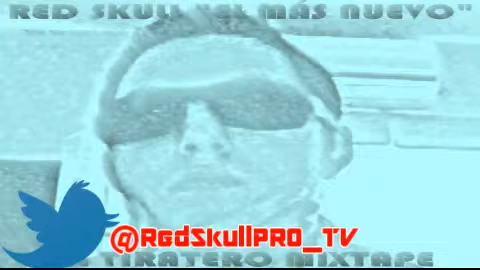 RED SKULL "EL MÁS NUEVO"
@RedSkullPRO_TV
TIRATERO MIXTAPE